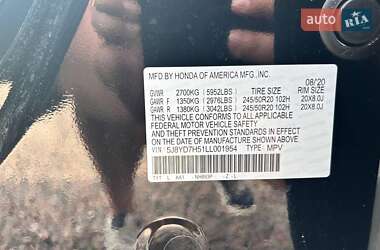 auto RIA
MFD BY HONDA OF AMERICA MFG., INC. 08/20
GVWR 2700KG ( 5952LBS ) TIRE SIZE RIM SIZE
GAWR F 1350KG ( 2976LBS ) 245/50R20 102H 20X8.0J
GAWR R 1380KG ( 3042LBS ) 245/50R20 102H 20X8.0J
THIS VEHICLE CONFORMS TO ALL APPLICABLE
FEDERAL MOTOR VEHICLE SAFETY
AND THEFT PREVENTION STANDARDS IN EFFECT
ON THE DATE OF MANUFACTURE SHOWN ABOVE.
VIN: 5J8YD7H51LL001954 TYPE: MPV